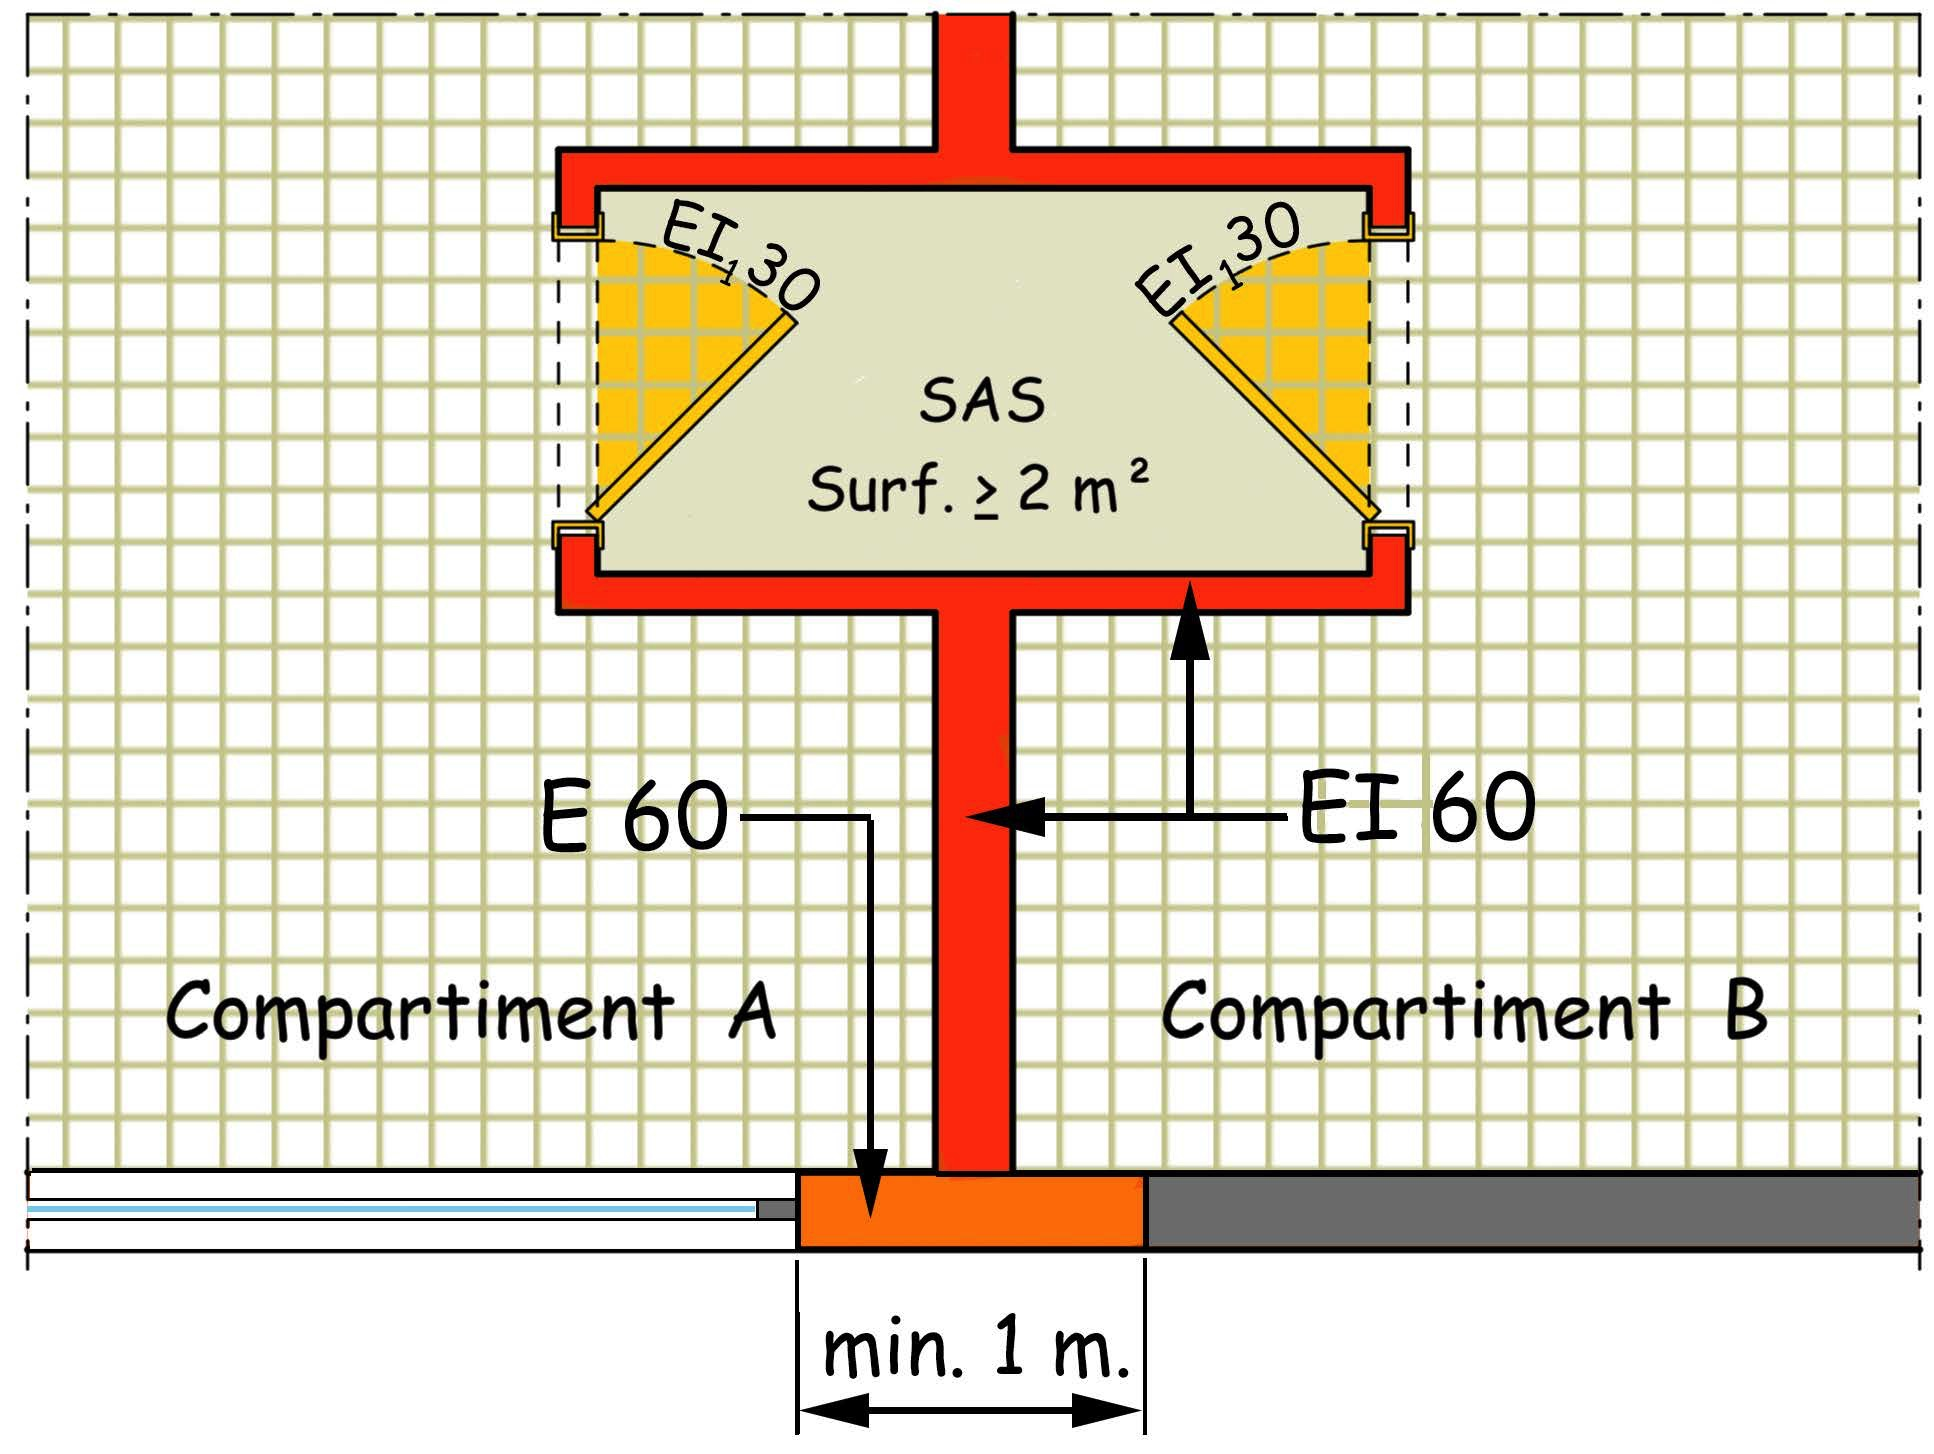 EI₁30
EI₁30
SAS
Surf. ≥ 2 m²
E 60
EI 60
Compartiment A
Compartiment B
min. 1 m.